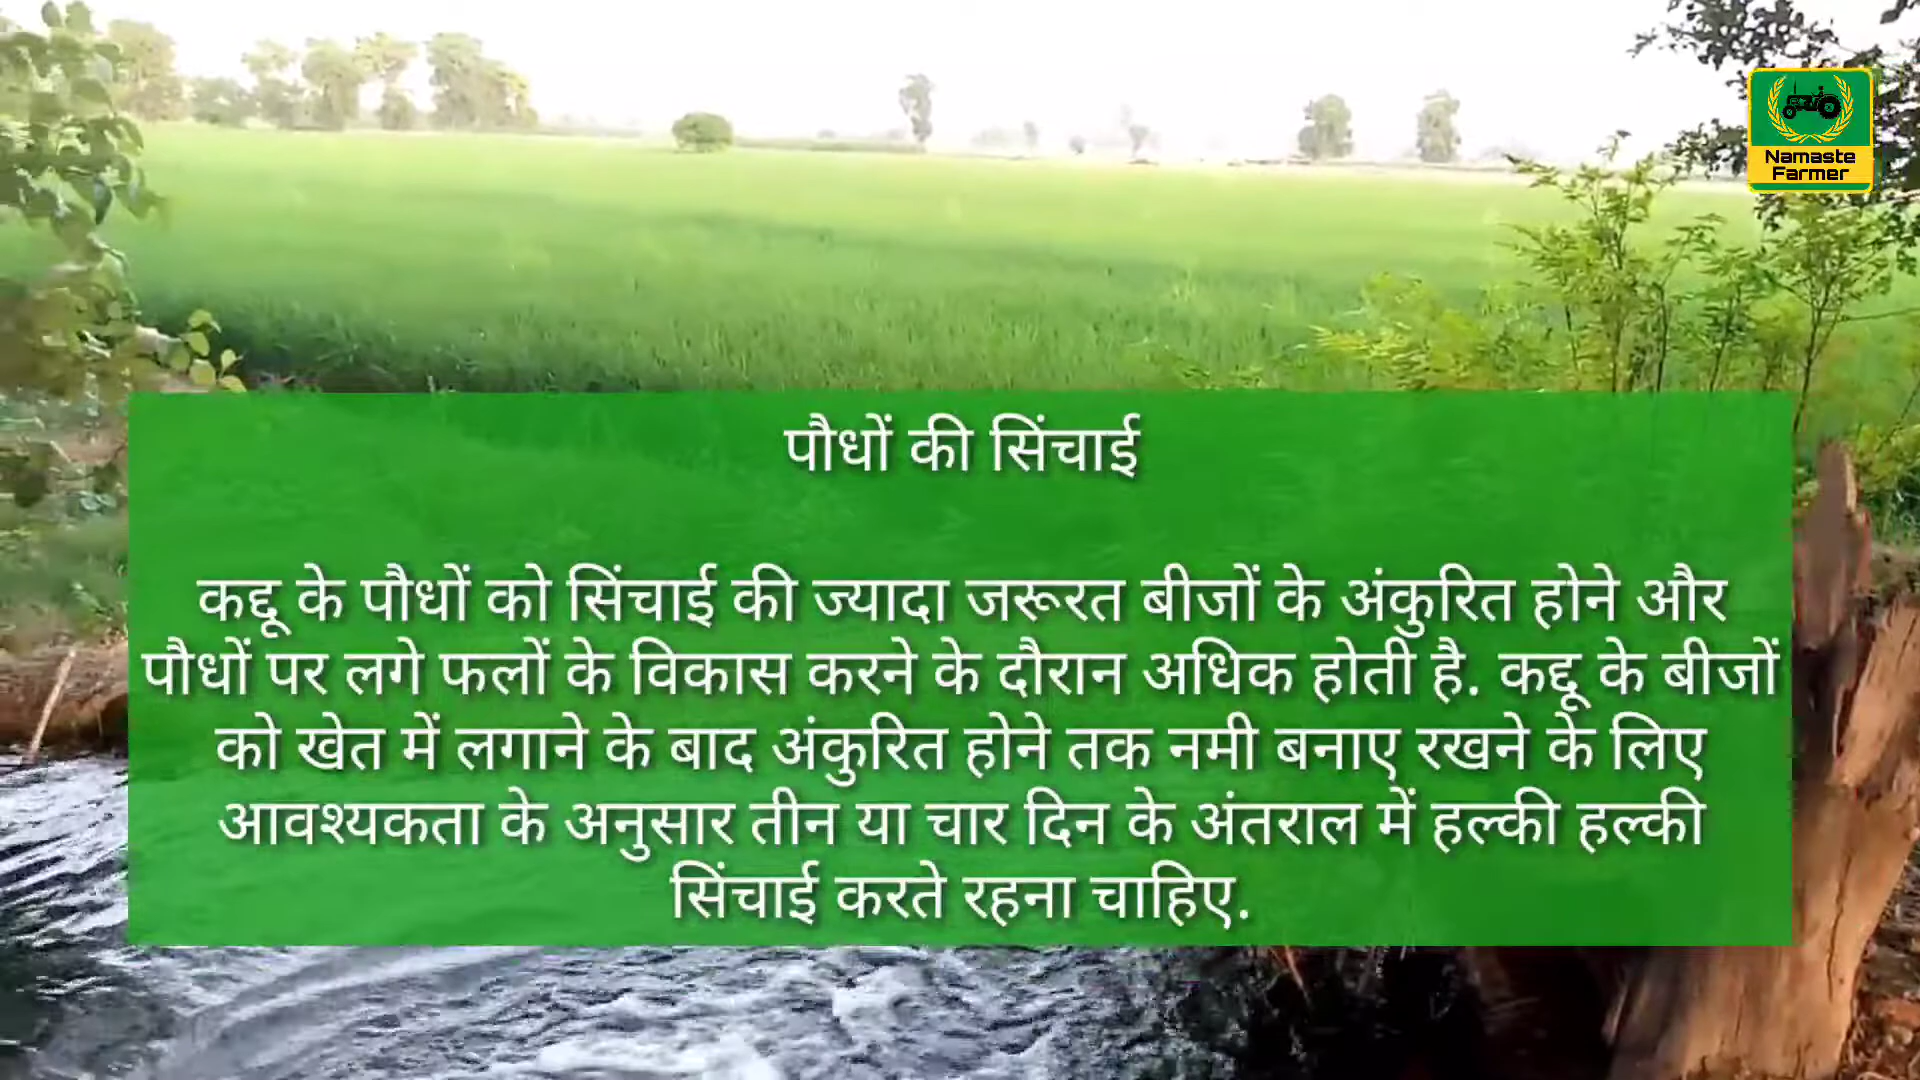 Namaste
Farmer
पौधों की सिंचाई
कद्दू के पौधों को सिंचाई की ज्यादा जरूरत बीजों के अंकुरित होने और
पौधों पर लगे फलों के विकास करने के दौरान अधिक होती है. कद्दू के बीजों
को खेत में लगाने के बाद अंकुरित होने तक नमी बनाए रखने के लिए
आवश्यकता के अनुसार तीन या चार दिन के अंतराल में हल्की हल्की
सिंचाई करते रहना चाहिए.